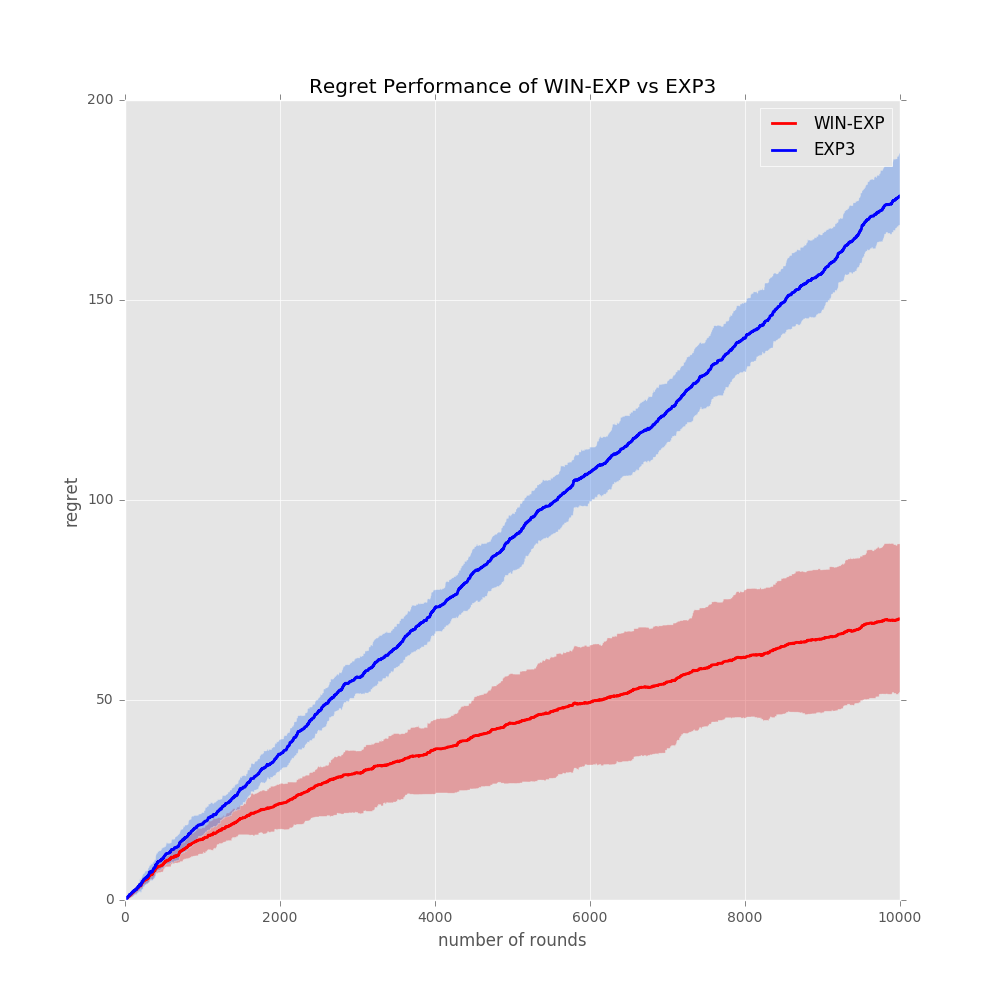 Regret Performance of WIN-EXP vs EXP3
WIN-EXP
EXP3
200
150
100
50
0
regret
0 2000 4000 6000 8000 10000
number of rounds